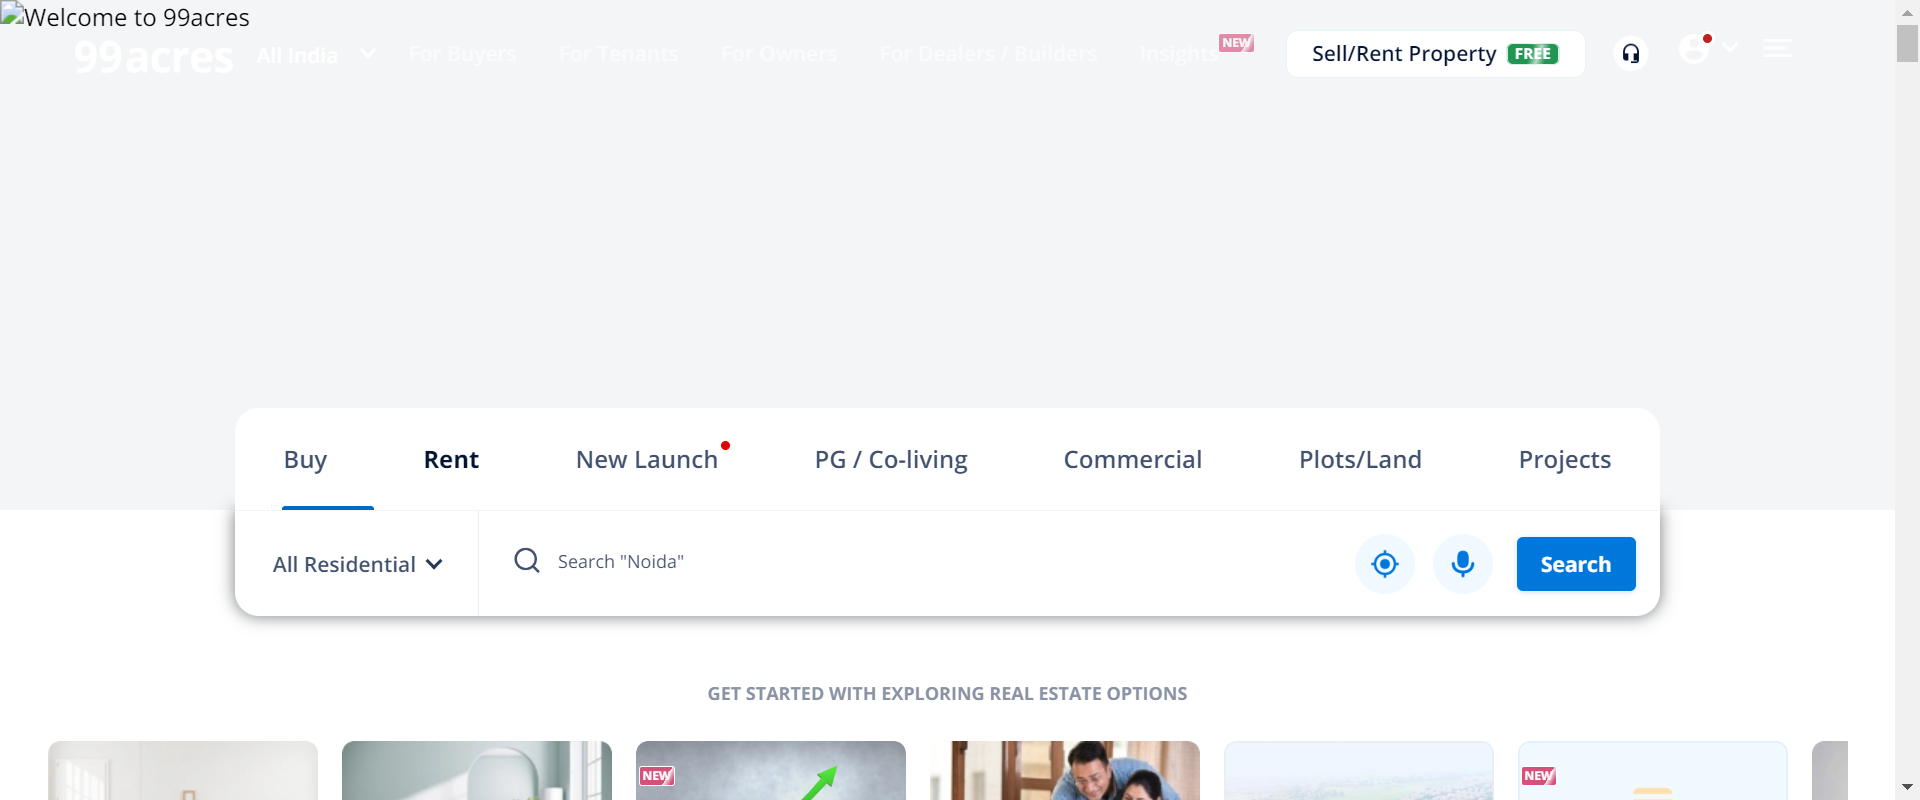 Welcome to 99acres
99acres All India For Buyers For Tenants For Owners For Dealers / Builders Insights NEW Sell/Rent Property FREE
Buy Rent New Launch PG / Co-living Commercial Plots/Land Projects
All Residential Search "Noida" Search
GET STARTED WITH EXPLORING REAL ESTATE OPTIONS
NEW NEW